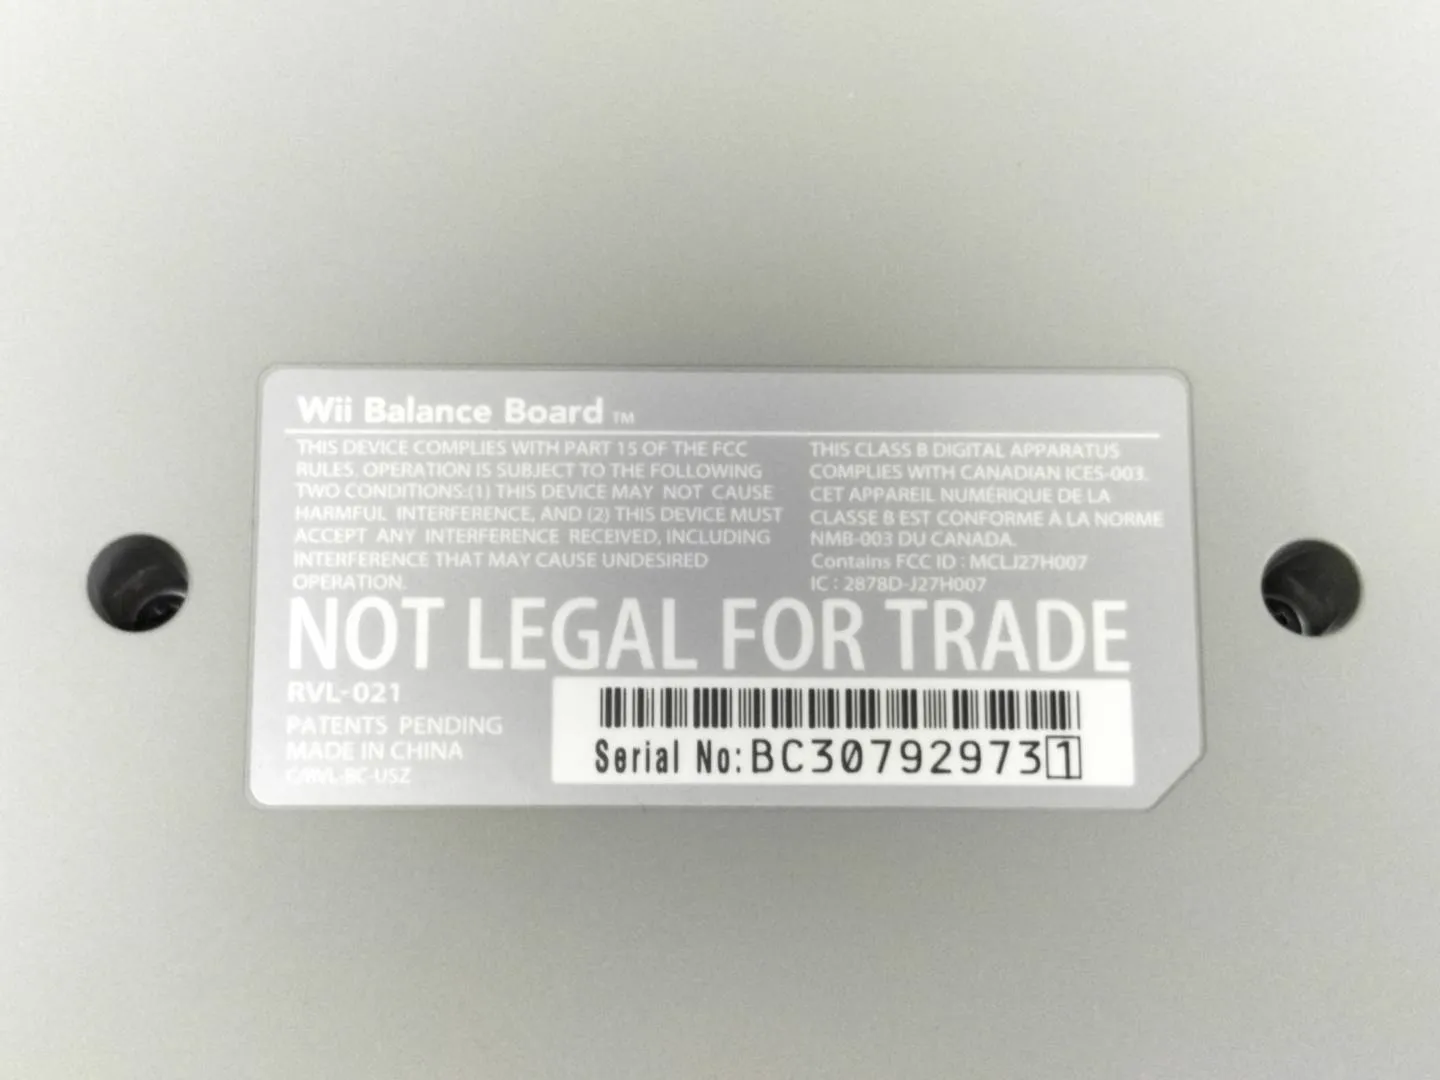 Wii Balance Board ™
THIS DEVICE COMPLIES WITH PART 15 OF THE FCC
RULES. OPERATION IS SUBJECT TO THE FOLLOWING
TWO CONDITIONS:(1) THIS DEVICE MAY NOT CAUSE
HARMFUL INTERFERENCE, AND (2) THIS DEVICE MUST
ACCEPT ANY INTERFERENCE RECEIVED, INCLUDING
INTERFERENCE THAT MAY CAUSE UNDESIRED
OPERATION.
THIS CLASS B DIGITAL APPARATUS
COMPLIES WITH CANADIAN ICES-003.
CET APPAREIL NUMÉRIQUE DE LA
CLASSE B EST CONFORME À LA NORME
NMB-003 DU CANADA.
Contains FCC ID : MCLJ27H007
IC : 2878D-J27H007
NOT LEGAL FOR TRADE
RVL-021
PATENTS PENDING
MADE IN CHINA
C/RVL-BC-USZ
Serial No:BC307929731